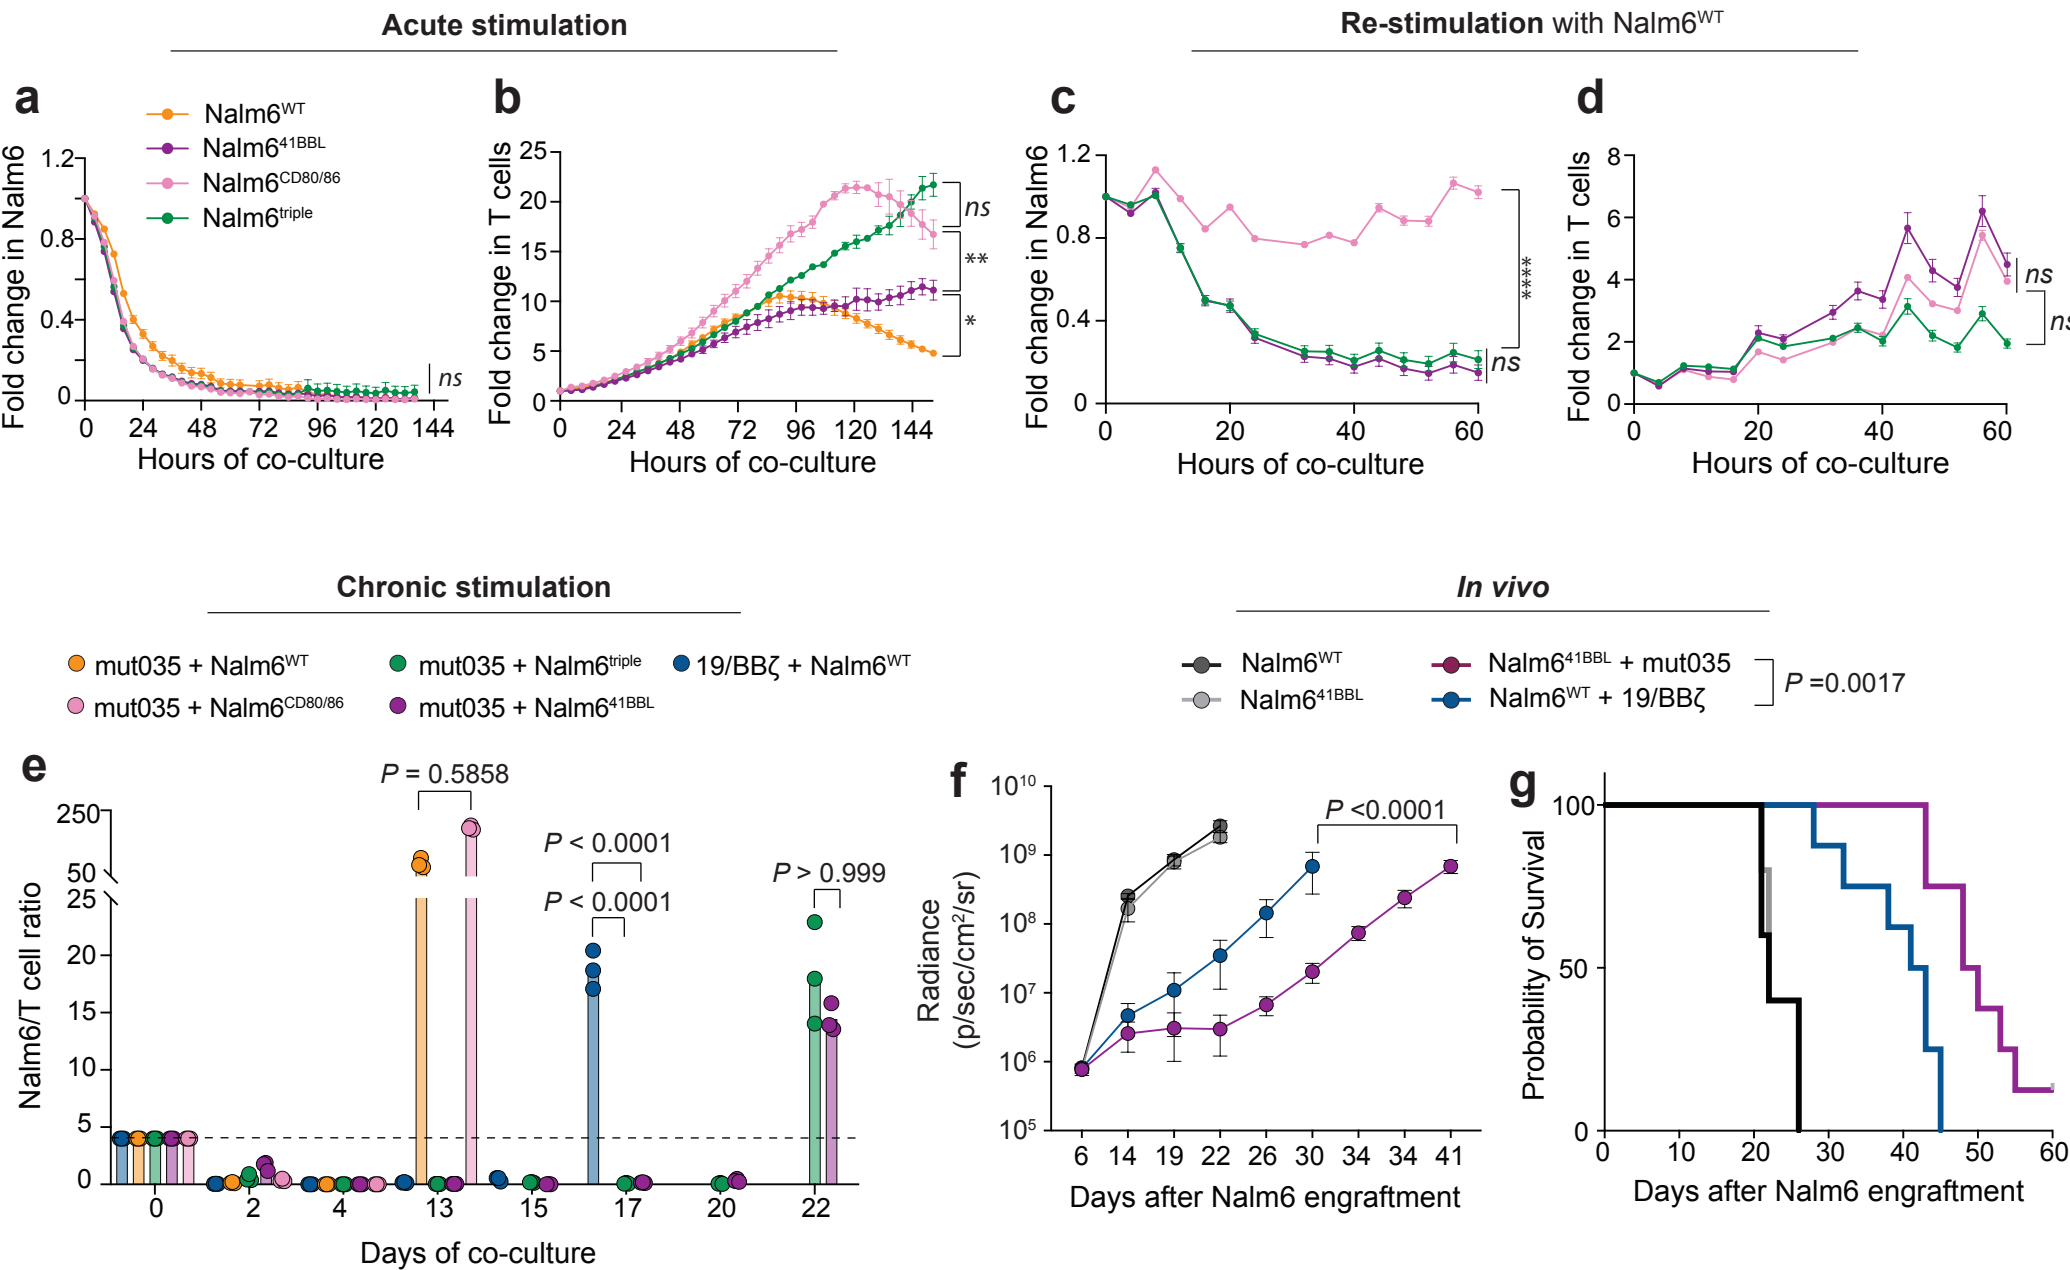 Acute stimulation
Re-stimulation with Nalm6WT
a
Nalm6WT
Nalm641BBL
Nalm6CD80/86
Nalm6triple
Fold change in Nalm6
1.2
0.8
0.4
0
0 24 48 72 96 120 144
Hours of co-culture
ns
b
Fold change in T cells
25
20
15
10
5
0
0 24 48 72 96 120 144
Hours of co-culture
ns
**
*
c
Fold change in Nalm6
1.2
0.8
0.4
0
0 20 40 60
Hours of co-culture
****
ns
d
Fold change in T cells
8
6
4
2
0
0 20 40 60
Hours of co-culture
ns
ns
Chronic stimulation
mut035 + Nalm6WT
mut035 + Nalm6triple
19/BBζ + Nalm6WT
mut035 + Nalm6CD80/86
mut035 + Nalm641BBL
e
Nalm6/T cell ratio
250
50
25
20
15
10
5
0
P = 0.5858
P < 0.0001
P < 0.0001
P > 0.999
0 2 4 13 15 17 20 22
Days of co-culture
In vivo
Nalm6WT
Nalm641BBL + mut035
Nalm641BBL
Nalm6WT + 19/BBζ
P =0.0017
f
Radiance
(p/sec/cm2/sr)
1010
109
108
107
106
105
P <0.0001
6 14 19 22 26 30 34 34 41
Days after Nalm6 engraftment
g
Probability of Survival
100
50
0
0 10 20 30 40 50 60
Days after Nalm6 engraftment